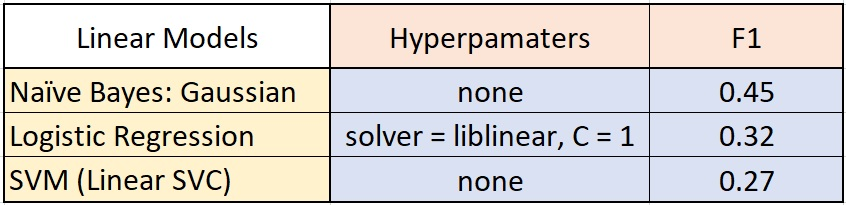 Linear Models Hyperpamaters F1
Naïve Bayes: Gaussian none 0.45
Logistic Regression solver = liblinear, C = 1 0.32
SVM (Linear SVC) none 0.27